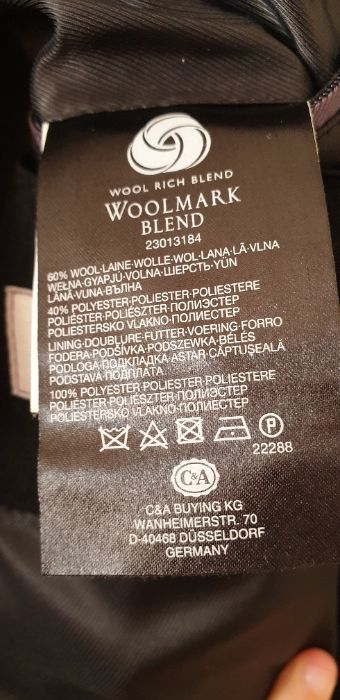 WOOL RICH BLEND
WOOLMARK
BLEND
23013184
60% WOOL·LAINE·WOLLE·WOL·LANA·LÃ·VLNA
WEŁNA·GYAPJÚ·VOLNA·ШЕРСТЬ·YÜN
LÂNĂ·VUNA·ВЪЛНА
40% POLYESTER·POLIESTER·POLIESTERE
POLIÉSTER·POLIÉSZTER·ПОЛИЭСТЕР
POLIESTERSKO VLAKNO·ПОЛИЕСТЕР
LINING·DOUBLURE·FUTTER·VOERING·FORRO
FODERA·PODŠÍVKA·PODSZEWKA·BÉLÉS
PODLOGA·ПОДКЛАДКА·ASTAR·CĂPTUŞEALĂ
PODSTAVA·ПОДПЛАТА
100% POLYESTER·POLIESTER·POLIESTERE
POLIÉSTER·POLIÉSZTER·ПОЛИЭСТЕР
POLIESTERSKO VLAKNO·ПОЛИЕСТЕР
P
22288
C&A
C&A BUYING KG
WANHEIMERSTR. 70
D-40468 DÜSSELDORF
GERMANY